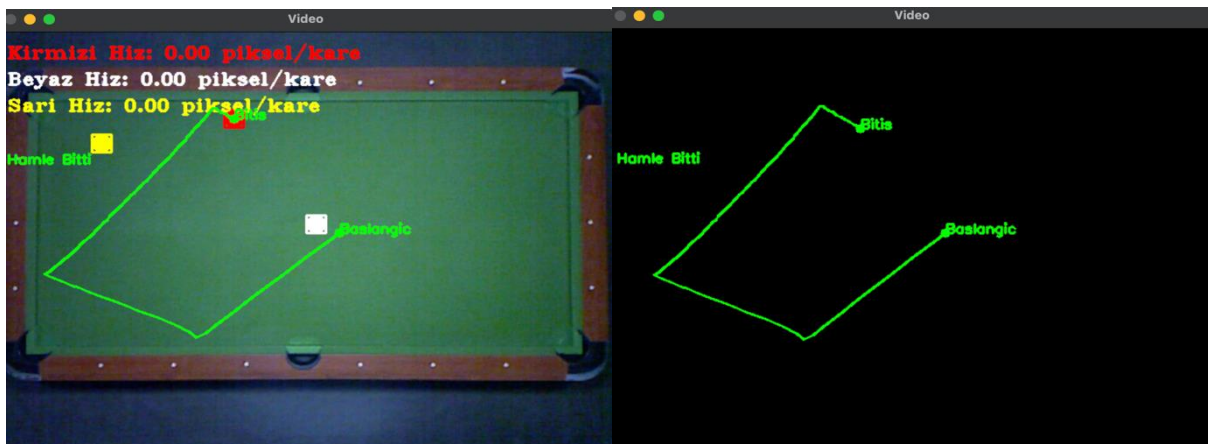 Video
Kirmizi Hiz: 0.00 piksel/kare
Beyaz Hiz: 0.00 piksel/kare
Sari Hiz: 0.00 piksel/kare
Bitis
Hamle Bitti
Baslangic
Video
Bitis
Hamle Bitti
Baslangic